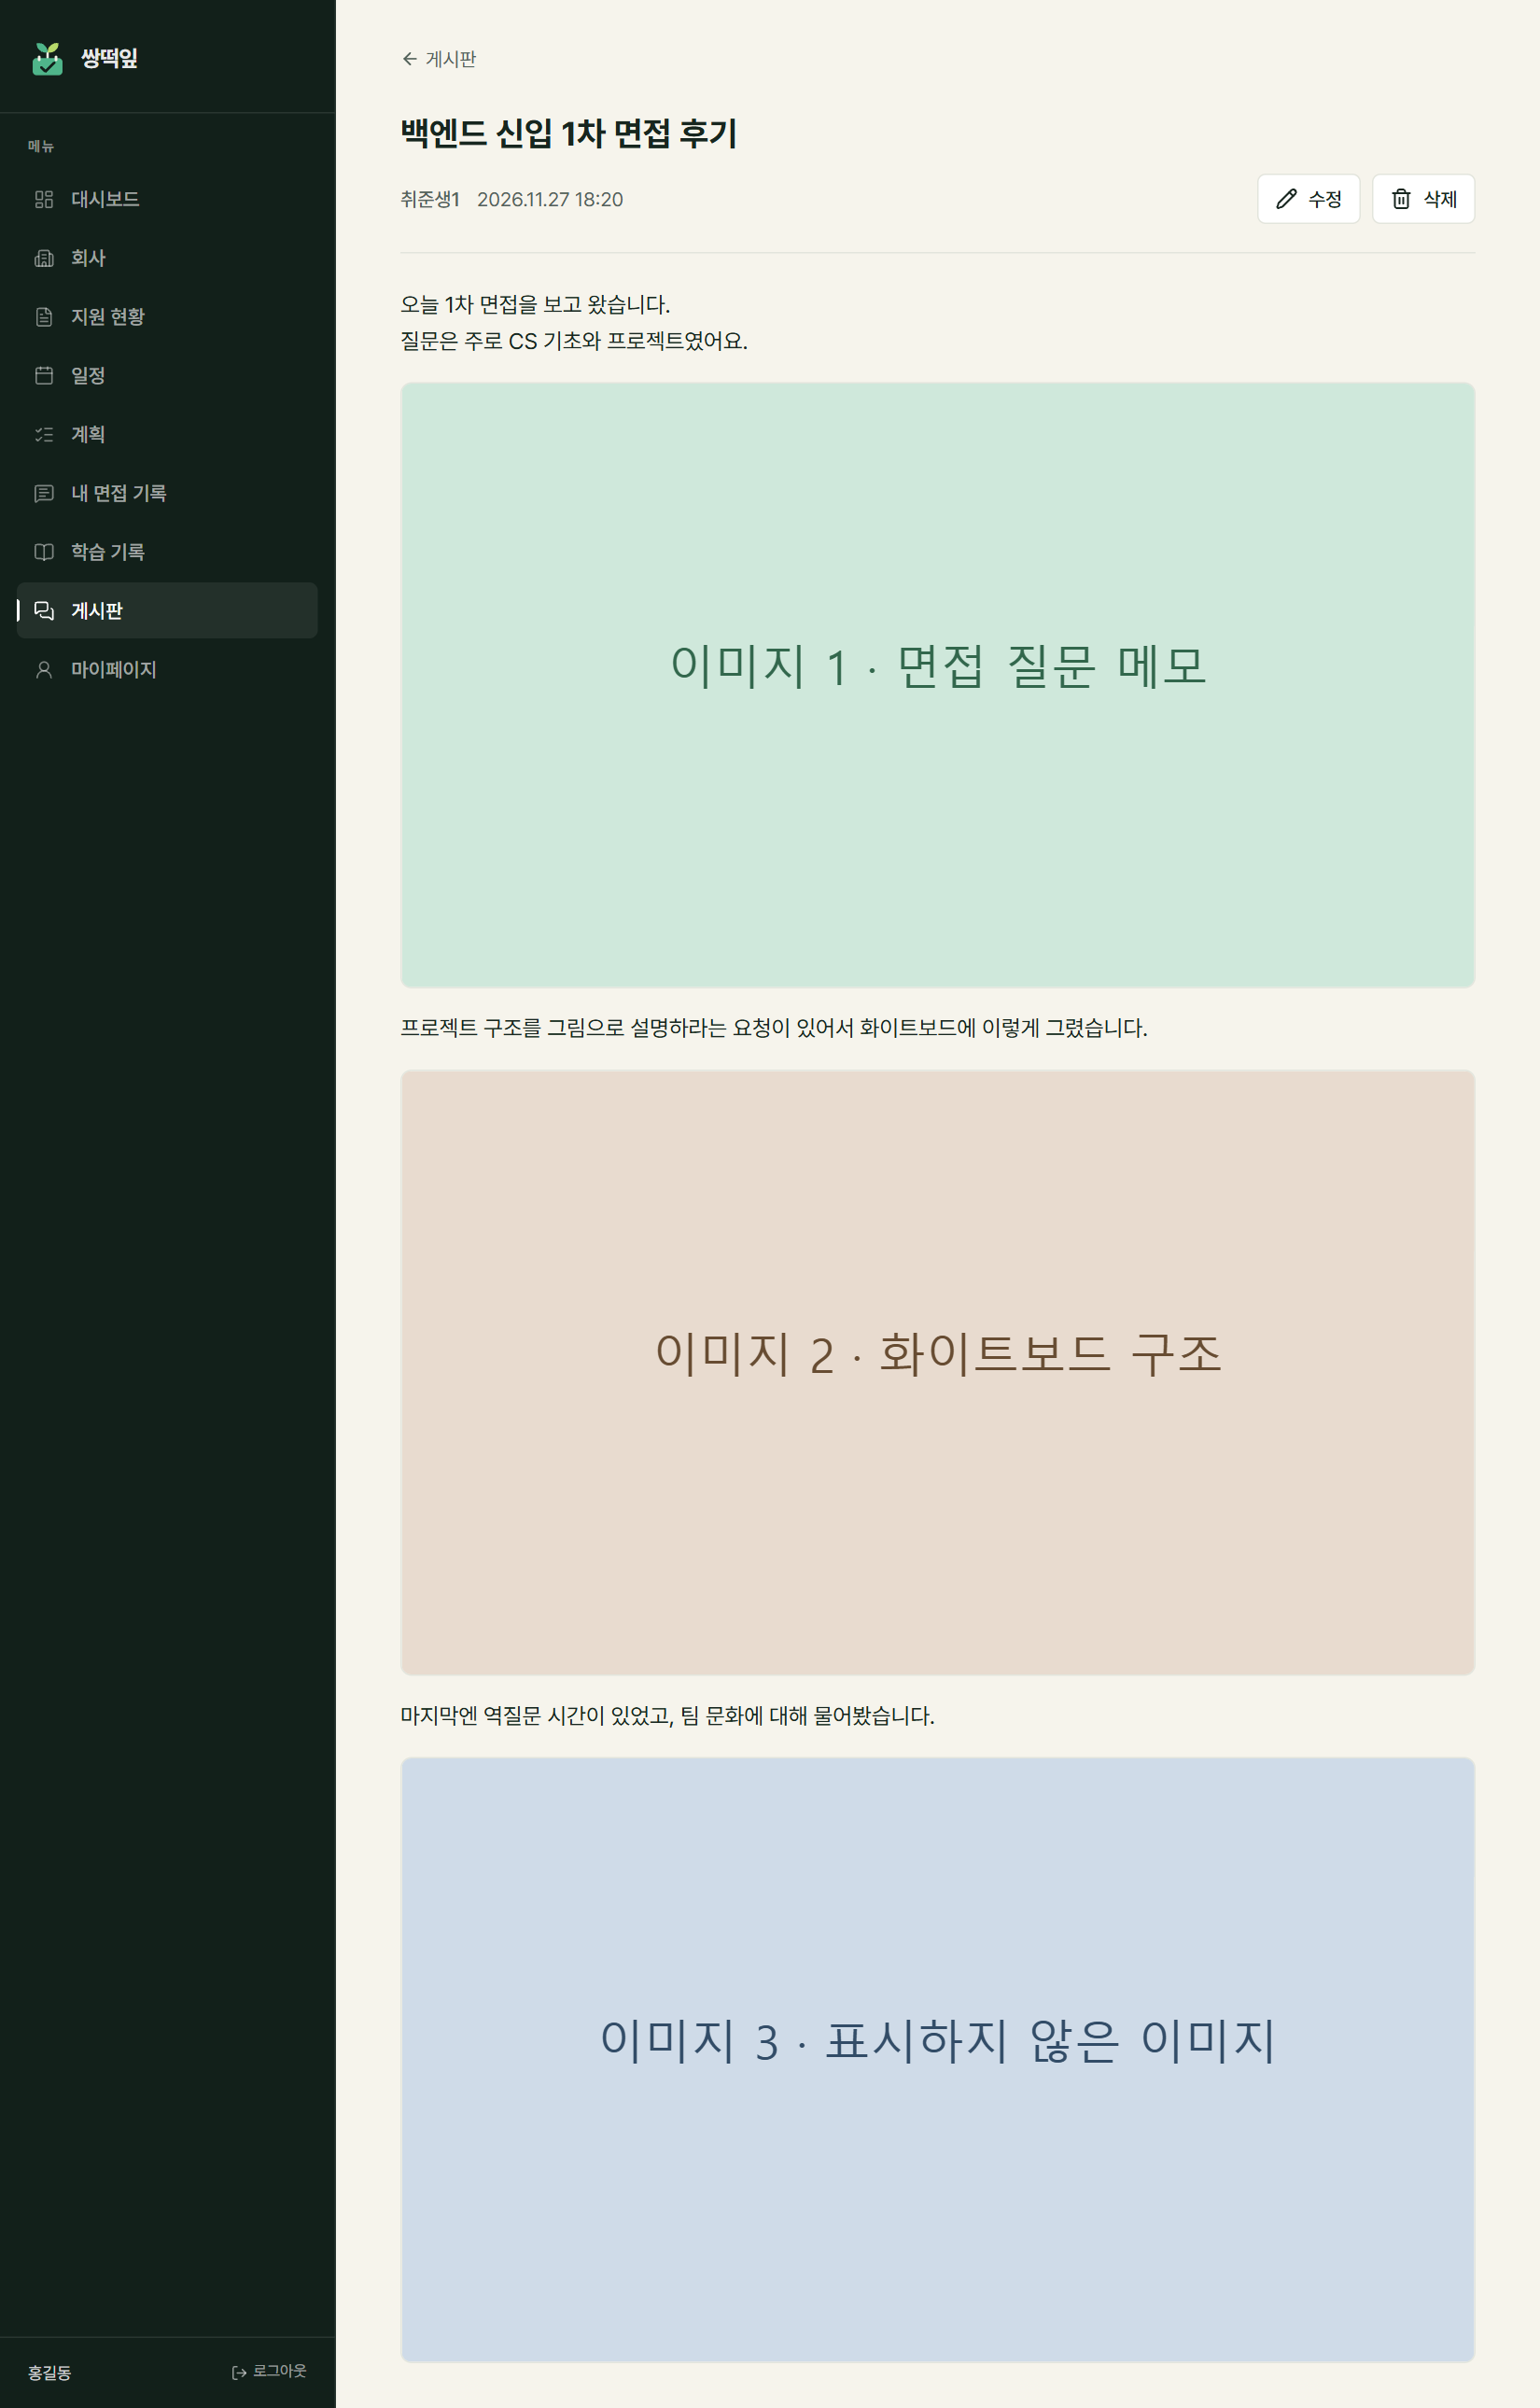 쌍떡잎
메뉴
대시보드
회사
지원 현황
일정
계획
내 면접 기록
학습 기록
게시판
마이페이지
홍길동
로그아웃
게시판
백엔드 신입 1차 면접 후기
취준생1 2026.11.27 18:20
수정
삭제
오늘 1차 면접을 보고 왔습니다.
질문은 주로 CS 기초와 프로젝트였어요.
이미지 1 · 면접 질문 메모
프로젝트 구조를 그림으로 설명하라는 요청이 있어서 화이트보드에 이렇게 그렸습니다.
이미지 2 · 화이트보드 구조
마지막엔 역질문 시간이 있었고, 팀 문화에 대해 물어봤습니다.
이미지 3 · 표시하지 않은 이미지